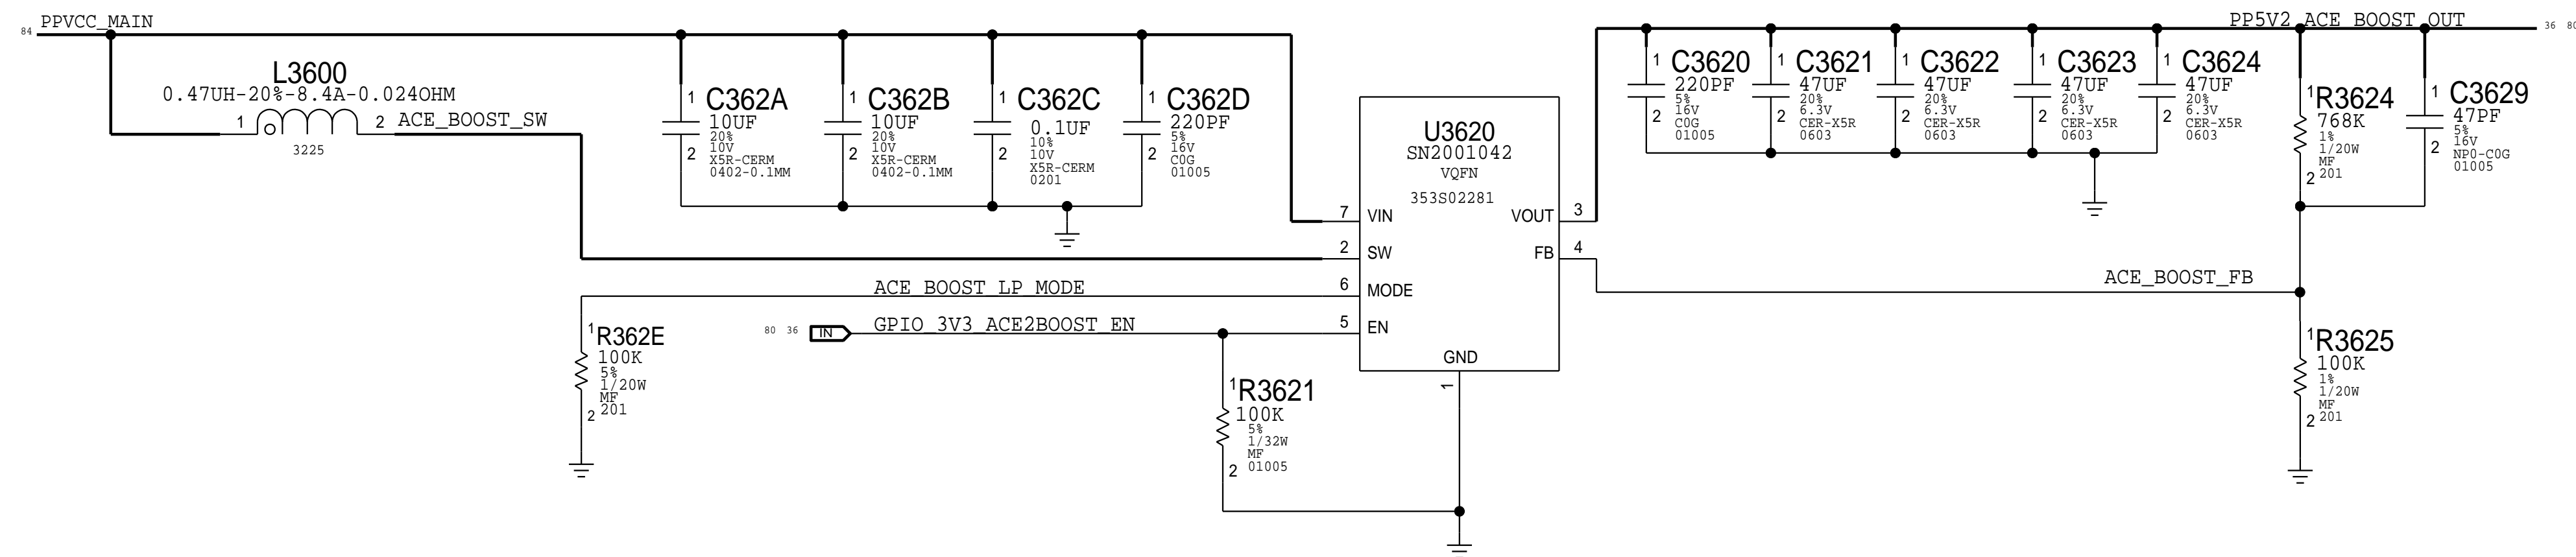 84 PPVCC_MAIN
L3600
0.47UH-20%-8.4A-0.024OHM
1 2 ACE_BOOST_SW
3225
1 C362A
10UF
20%
10V
X5R-CERM
0402-0.1MM
2
1 C362B
10UF
20%
10V
X5R-CERM
0402-0.1MM
2
1 C362C
0.1UF
10%
10V
X5R-CERM
0201
2
1 C362D
220PF
5%
16V
C0G
01005
2
U3620
SN2001042
VQFN
353S02281
7 VIN
2 SW
6 MODE
5 EN
VOUT 3
FB 4
GND
1
ACE_BOOST_LP_MODE
80 36 IN GPIO_3V3_ACE2BOOST_EN
1 R362E
100K
5%
1/20W
MF
2 201
1 R3621
100K
5%
1/32W
MF
2 01005
PP5V2_ACE_BOOST_OUT 36 80
1 C3620
220PF
5%
16V
C0G
01005
2
1 C3621
47UF
20%
6.3V
CER-X5R
0603
2
1 C3622
47UF
20%
6.3V
CER-X5R
0603
2
1 C3623
47UF
20%
6.3V
CER-X5R
0603
2
1 C3624
47UF
20%
6.3V
CER-X5R
0603
2
1 R3624
768K
1%
1/20W
MF
2 201
1 C3629
47PF
5%
16V
NP0-C0G
01005
2
ACE_BOOST_FB
1 R3625
100K
1%
1/20W
MF
2 201